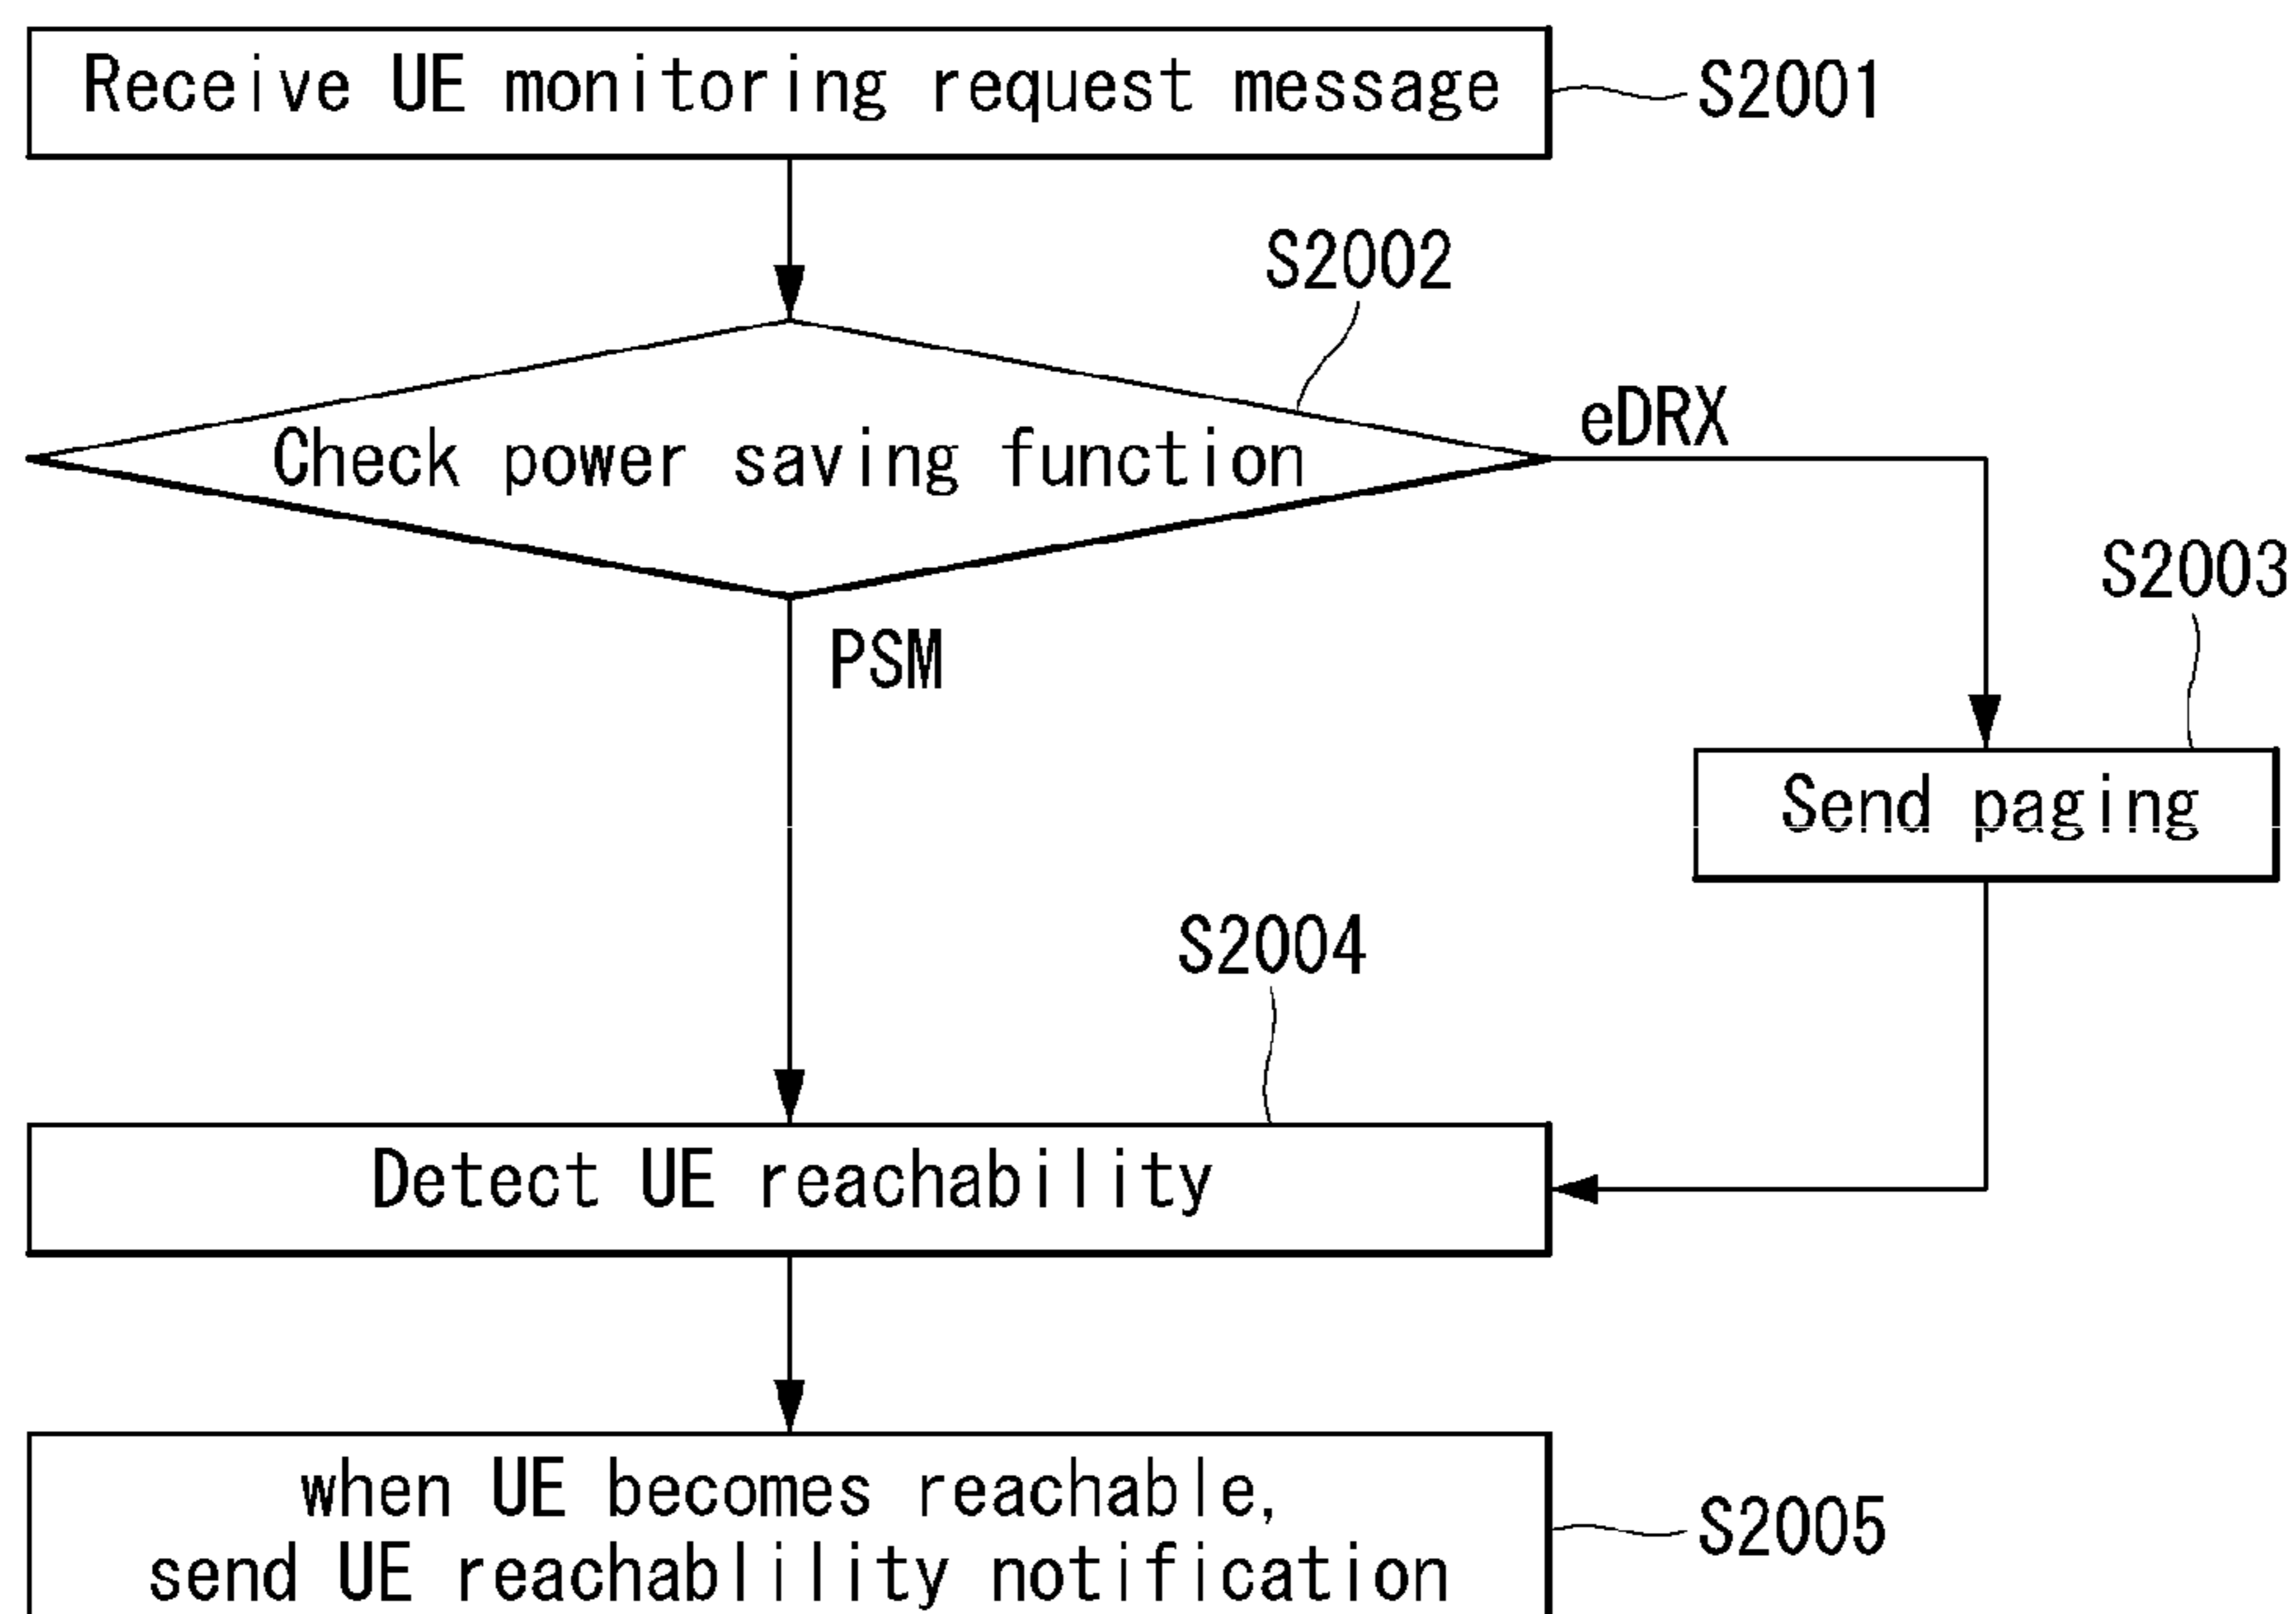 Receive UE monitoring request message
S2001
S2002
Check power saving function
eDRX
PSM
S2003
Send paging
S2004
Detect UE reachability
when UE becomes reachable,
send UE reachablility notification
S2005